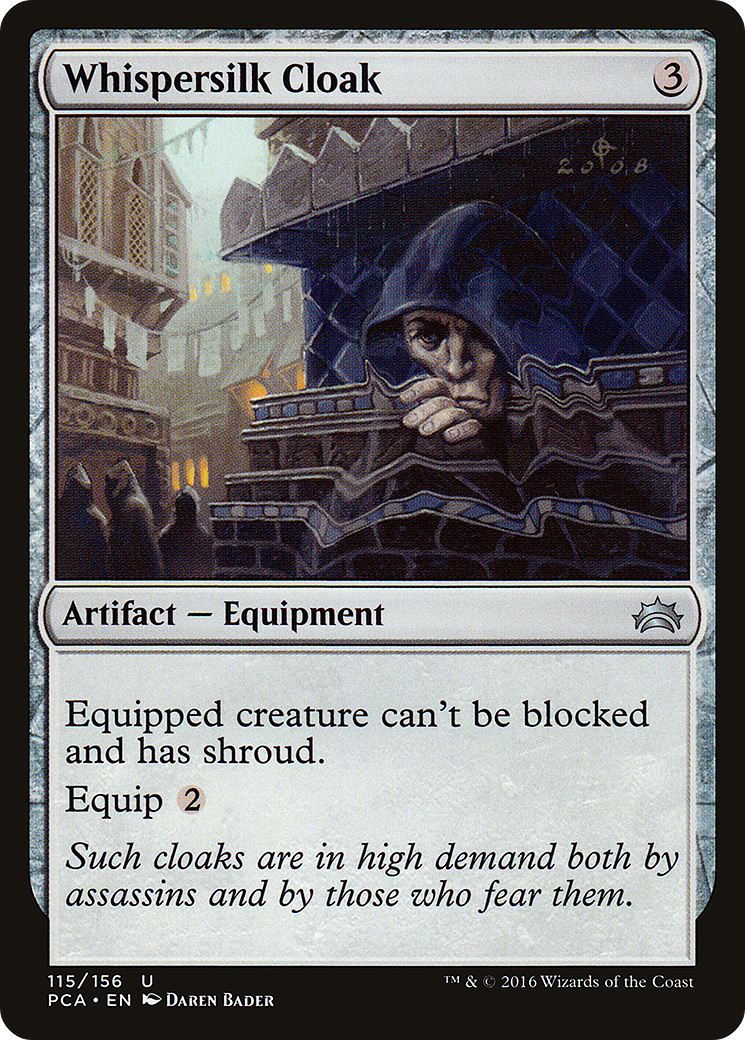 Whispersilk Cloak 3
2008
Artifact — Equipment
Equipped creature can't be blocked
and has shroud.
Equip 2
Such cloaks are in high demand both by
assassins and by those who fear them.
115/156 U
PCA • EN Daren Bader
™ & © 2016 Wizards of the Coast